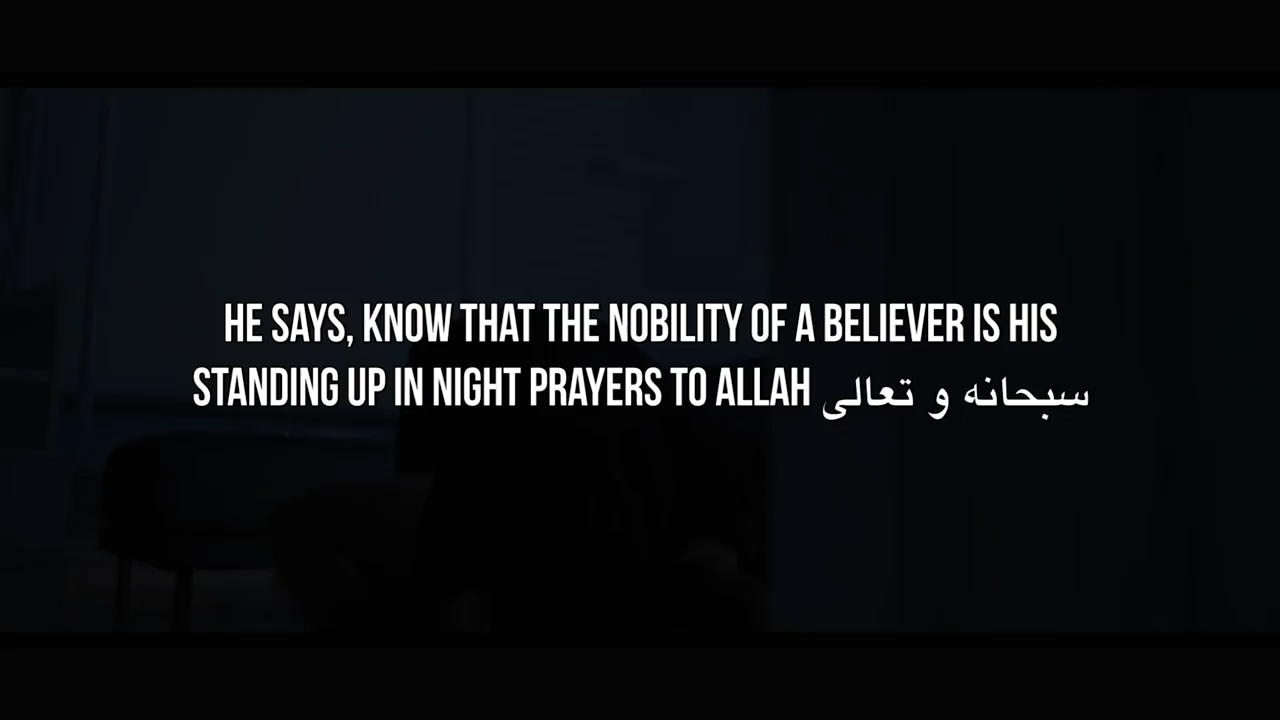 HE SAYS, KNOW THAT THE NOBILITY OF A BELIEVER IS HIS
STANDING UP IN NIGHT PRAYERS TO ALLAH سبحانه و تعالى